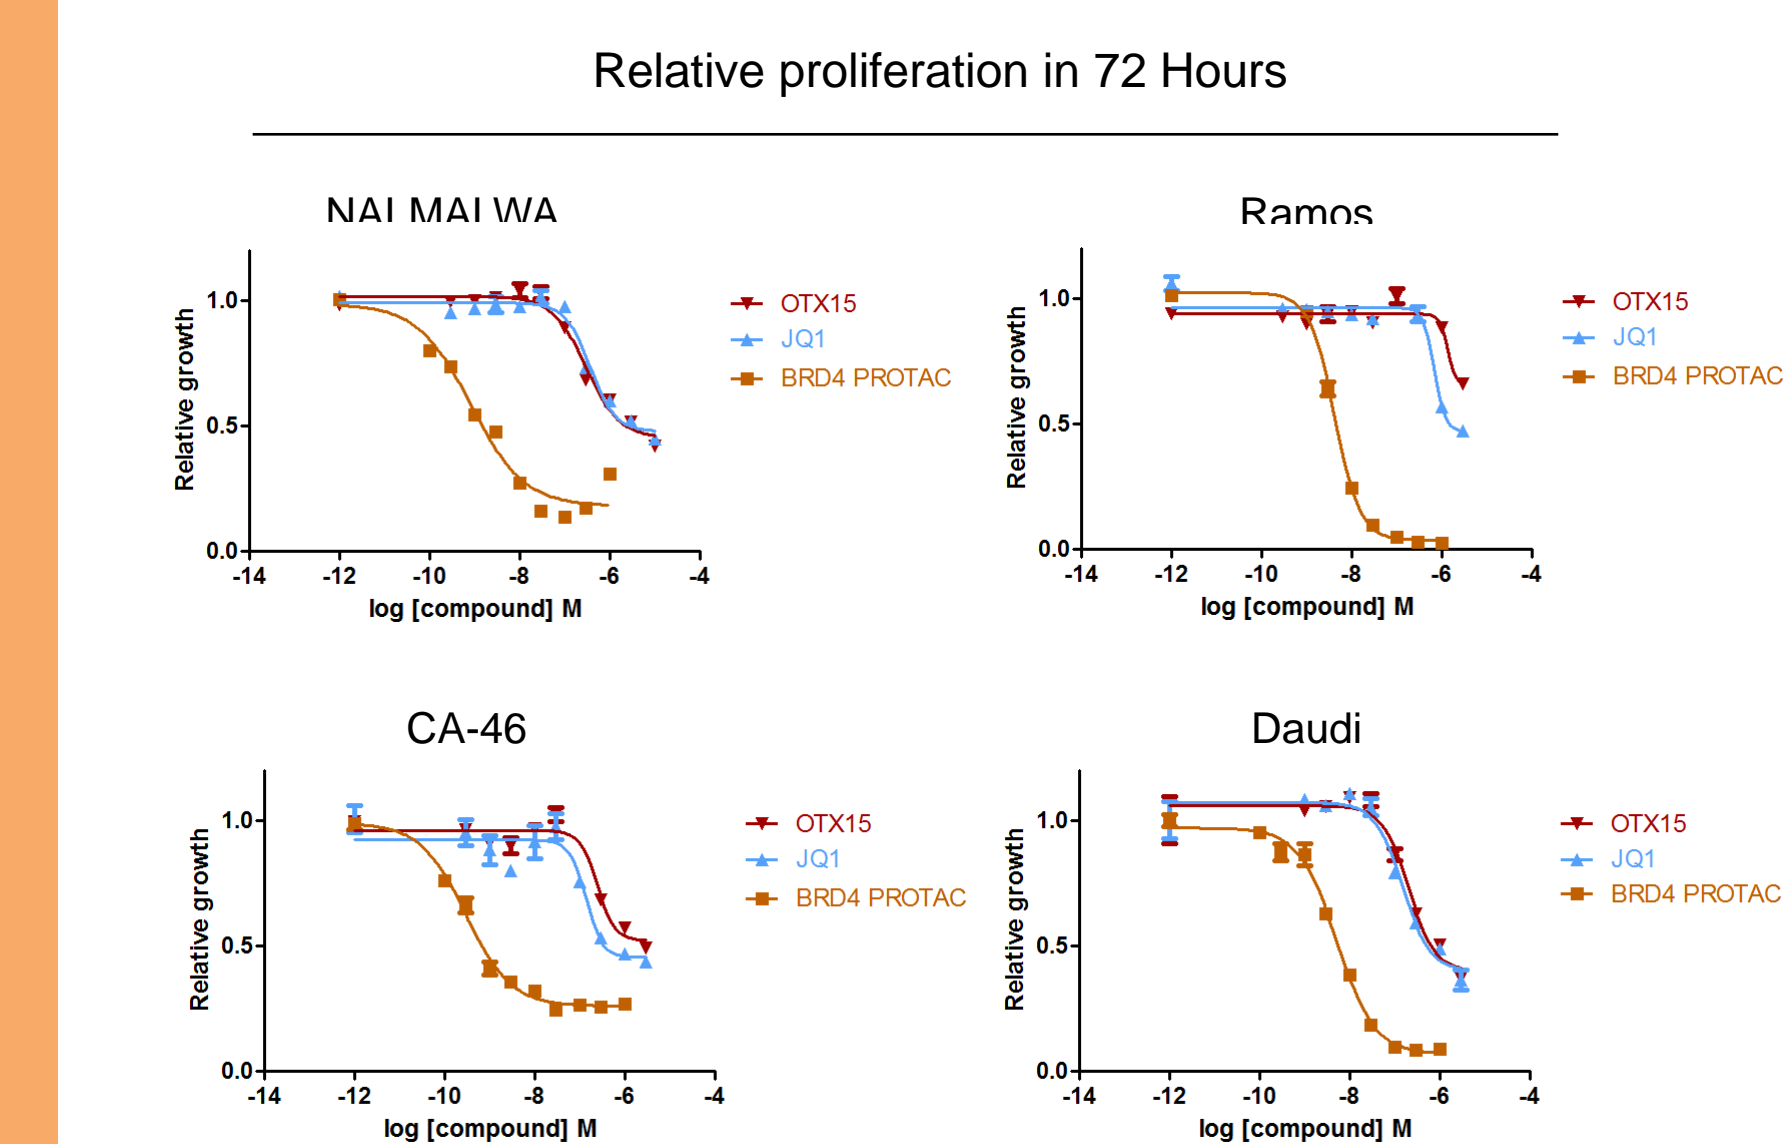 Relative proliferation in 72 Hours
NALMALWA
Ramos
Relative growth
1.0
0.5
0.0
-14 -12 -10 -8 -6 -4
log [compound] M
OTX15
JQ1
BRD4 PROTAC
Relative growth
1.0
0.5
0.0
-14 -12 -10 -8 -6 -4
log [compound] M
OTX15
JQ1
BRD4 PROTAC
CA-46
Daudi
Relative growth
1.0
0.5
0.0
-14 -12 -10 -8 -6 -4
log [compound] M
OTX15
JQ1
BRD4 PROTAC
Relative growth
1.0
0.5
0.0
-14 -12 -10 -8 -6 -4
log [compound] M
OTX15
JQ1
BRD4 PROTAC